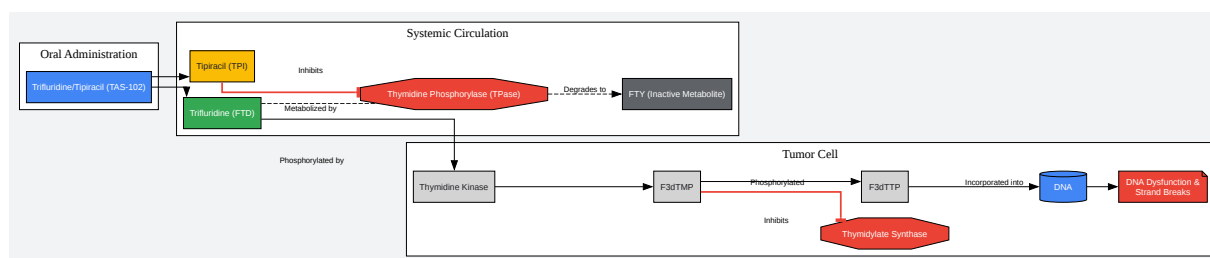 Oral Administration
Trifluridine/Tipiracil (TAS-102)
Systemic Circulation
Tipiracil (TPI)
Inhibits
Thymidine Phosphorylase (TPase)
Degrades to
FTY (Inactive Metabolite)
Trifluridine (FTD)
Metabolized by
Phosphorylated by
Tumor Cell
Thymidine Kinase
F3dTMP
Phosphorylated
F3dTTP
Incorporated into
DNA
DNA Dysfunction &
Strand Breaks
Inhibits
Thymidylate Synthase